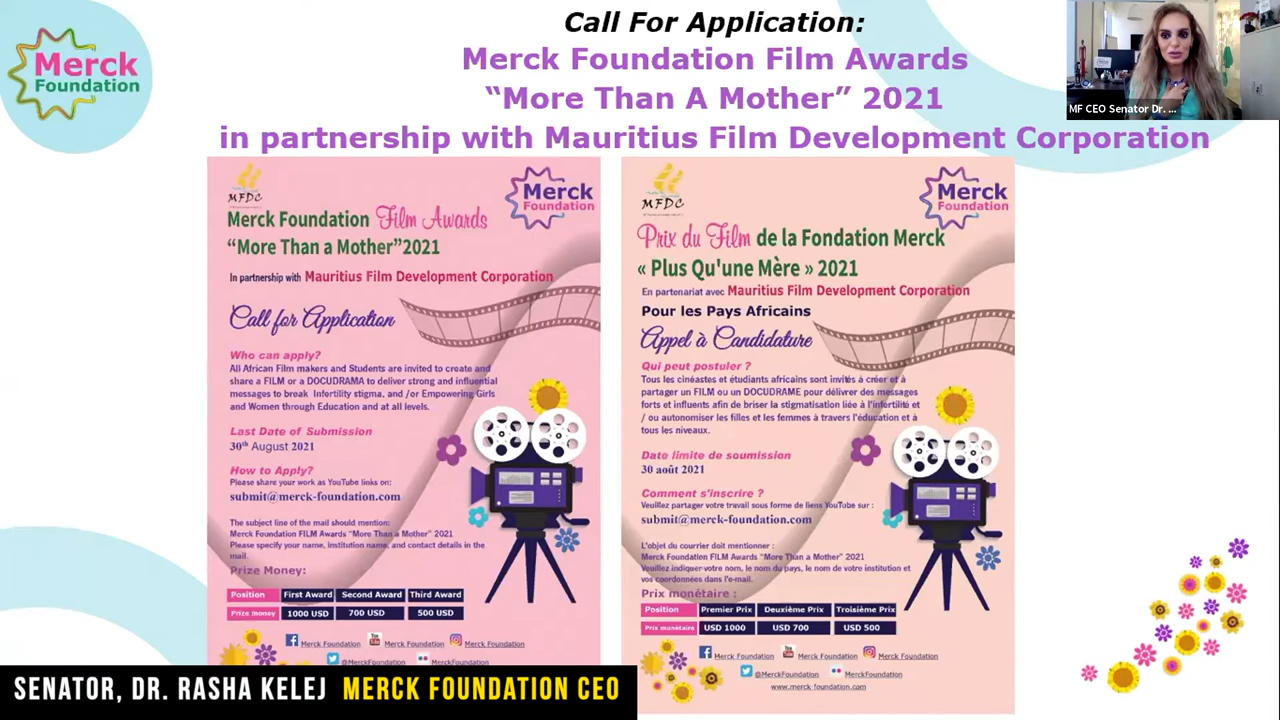 Call For Application:
Merck Foundation Film Awards
“More Than A Mother” 2021
in partnership with Mauritius Film Development Corporation
Merck
Foundation
MF CEO Senator Dr. ...
MFDC
Merck
Foundation
Merck Foundation Film Awards
“More Than a Mother”2021
In partnership with Mauritius Film Development Corporation
Call for Application
Who can apply?
All African Film makers and Students are invited to create and
share a FILM or a DOCUDRAMA to deliver strong and influential
messages to break Infertility stigma, and /or Empowering Girls
and Women through Education and at all levels.
Last Date of Submission
30th August 2021
How to Apply?
Please share your work as YouTube links on:
submit@merck-foundation.com
The subject line of the mail should mention:
Merck Foundation FILM Awards “More Than a Mother” 2021
Please specify your name, institution name, and contact details in the
mail.
Prize Money:
Position First Award Second Award Third Award
Prize money 1000 USD 700 USD 500 USD
Merck Foundation Merck Foundation Merck Foundation
@MerckFoundation MerckFoundation
MFDC
Merck
Foundation
Prix du Film de la Fondation Merck
« Plus Qu'une Mère » 2021
En partenariat avec Mauritius Film Development Corporation
Pour les Pays Africains
Appel à Candidature
Qui peut postuler ?
Tous les cinéastes et étudiants africains sont invités à créer et à
partager un FILM ou un DOCUDRAME pour délivrer des messages
forts et influents afin de briser la stigmatisation liée à l'infertilité et
/ ou autonomiser les filles et les femmes à travers l'éducation et à
tous les niveaux.
Date limite de soumission
30 août 2021
Comment s'inscrire ?
Veuillez partager votre travail sous forme de liens YouTube sur :
submit@merck-foundation.com
L'objet du courrier doit mentionner :
Merck Foundation FILM Awards “More Than a Mother” 2021
Veuillez indiquer votre nom, le nom du pays, le nom de votre institution et
vos coordonnées dans l'e-mail.
Prix monétaire :
Position Premier Prix Deuxième Prix Troisième Prix
Prix monétaire USD 1000 USD 700 USD 500
Merck Foundation Merck Foundation Merck Foundation
@MerckFoundation MerckFoundation
www.merck-foundation.com
SENATOR, DR. RASHA KELEJ MERCK FOUNDATION CEO